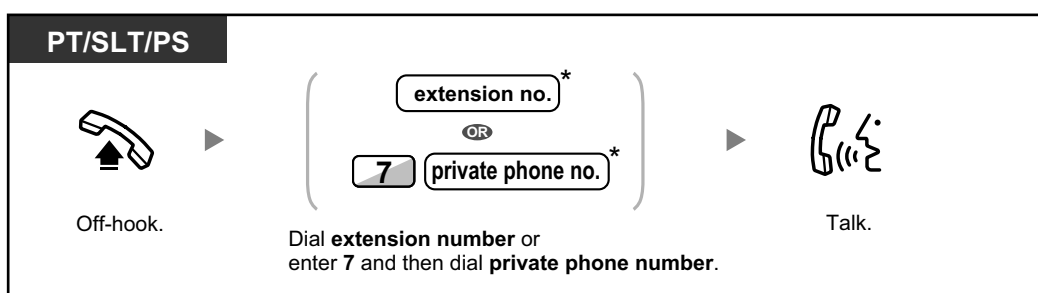 PT/SLT/PS
extension no.*
OR
7 private phone no.*
Off-hook.
Talk.
Dial extension number or
enter 7 and then dial private phone number.